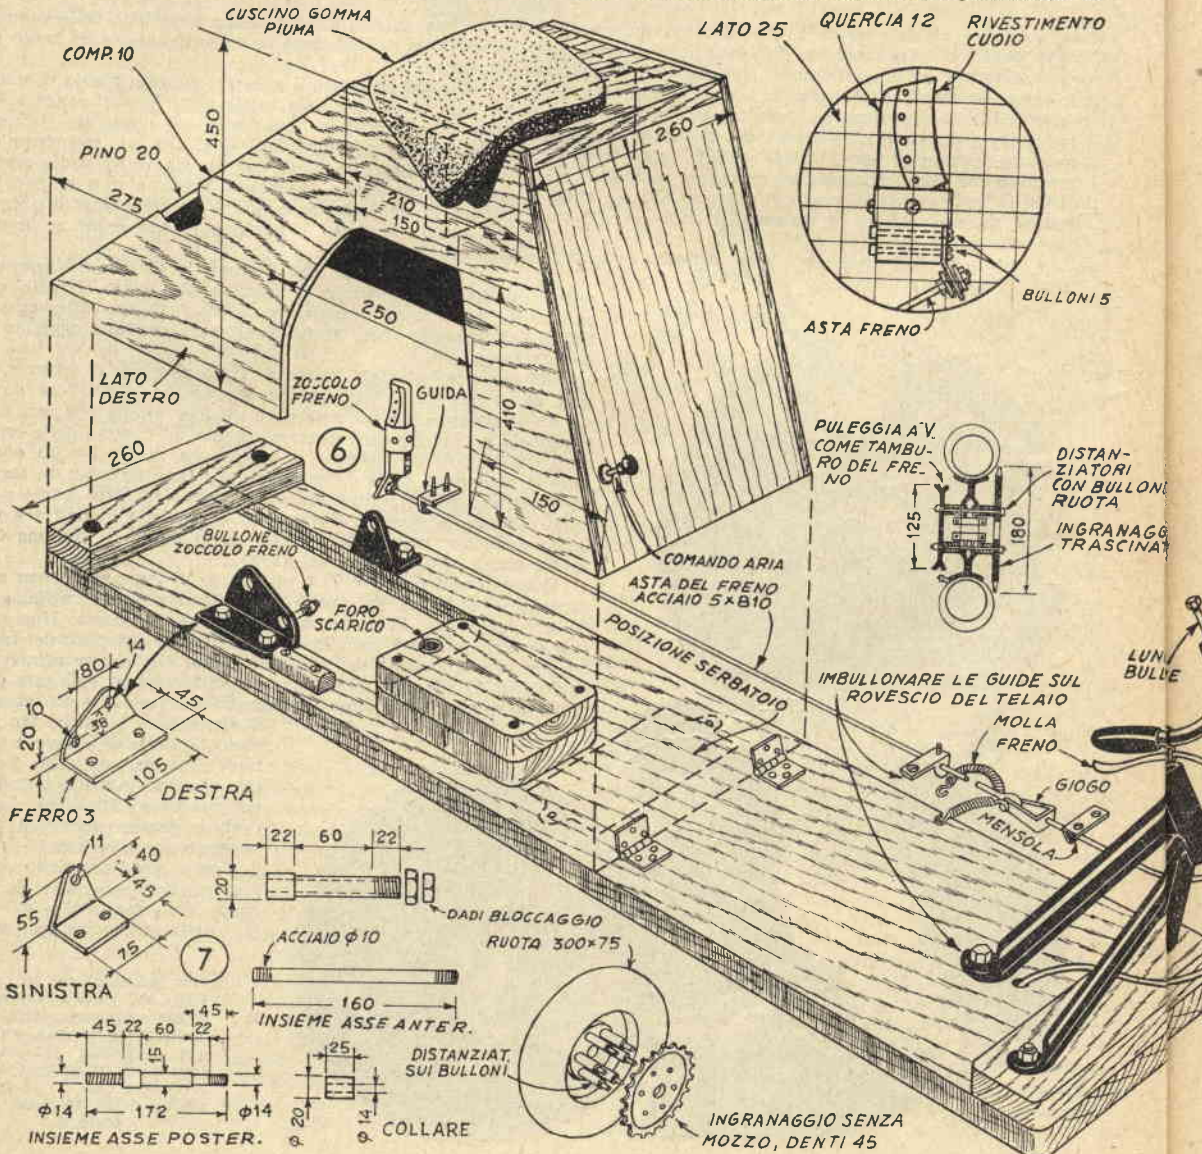 CUSCINO GOMMA
PIUMA
COMP. 10
PINO 20
450
275
210
150
250
260
410
150
LATO
DESTRO
LATO 25
QUERCIA 12
RIVESTIMENTO
CUOIO
BULLONI 5
ASTA FRENO
ZOCCOLO
FRENO
GUIDA
6
260
BULLONE
ZOCCOLO FRENO
FORO
SCARICO
COMANDO ARIA
ASTA DEL FRENO
ACCIAIO 5×810
POSIZIONE SERBATOIO
PULEGGIA A "V"
COME TAMBU-
RO DEL FRE-
NO
125
180
DISTAN-
ZIATORI
CON BULLONI
RUOTA
INGRANAGG
TRASCINA
LUN
BULLE
IMBULLONARE LE GUIDE SUL
ROVESCIO DEL TELAIO
MOLLA
FRENO
GIOGO
MENSOLA
14
80
45
10
38
20
105
DESTRA
FERRO 3
11
40
45
55
75
SINISTRA
7
22
60
22
20
DADI BLOCCAGGIO
ACCIAIO φ 10
160
INSIEME ASSE ANTER.
45
45
22
60
22
15
φ14
172
φ14
INSIEME ASSE POSTER.
25
φ 20
φ 14
COLLARE
RUOTA 300×75
DISTANZIAT.
SUI BULLONI
INGRANAGGIO SENZA
MOZZO, DENTI 45